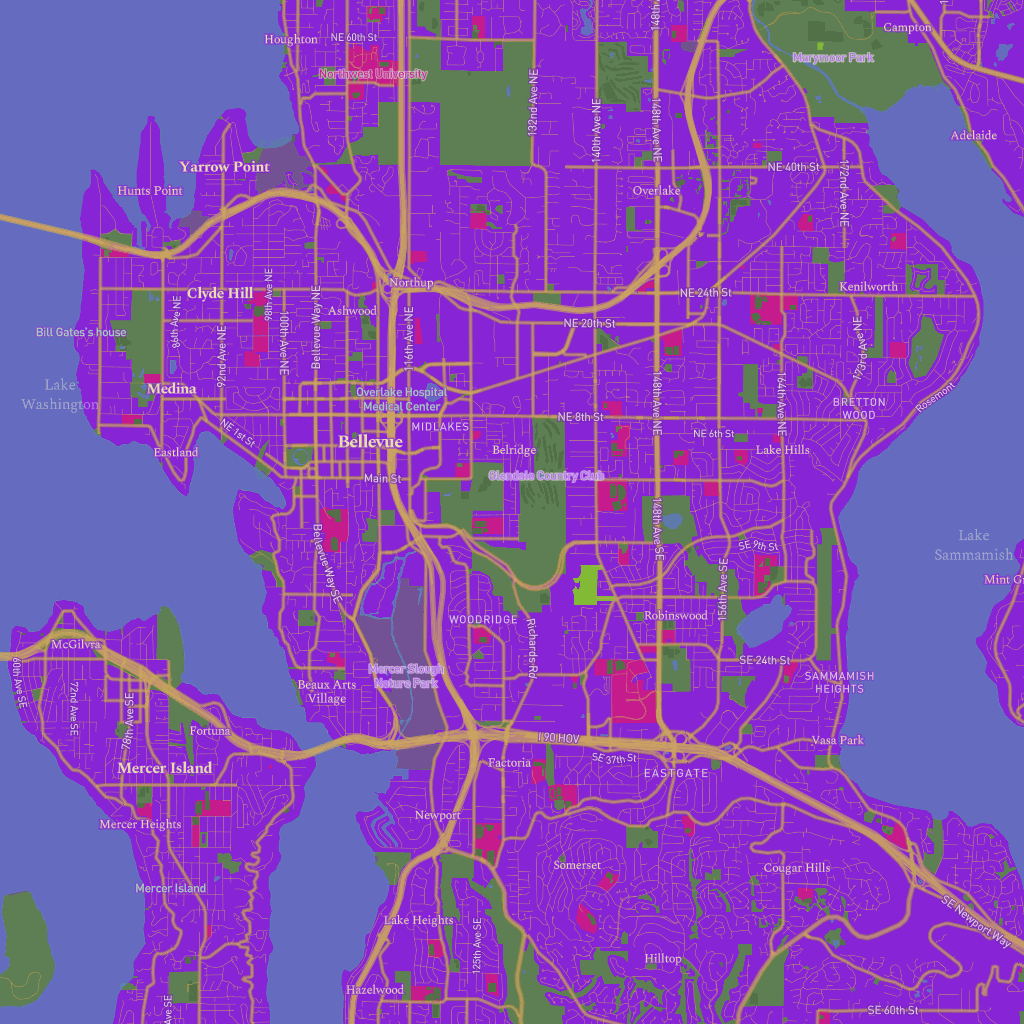 Houghton
NE 60th St
Northwest University
148th Ave NE
Campton
Marymoor Park
132nd Ave NE
140th Ave NE
148th Ave NE
Adelaide
Yarrow Point
Hunts Point
NE 40th St
172nd Ave NE
Overlake
Northup
Clyde Hill
98th Ave NE
NE 24th St
Kenilworth
Ashwood
Bellevue Way NE
116th Ave NE
Bill Gates's house
86th Ave NE
92nd Ave NE
100th Ave NE
NE 20th St
173rd Ave NE
Lake
Washington
Medina
Overlake Hospital
Medical Center
148th Ave NE
164th Ave NE
Rosemont
BRETTON
WOOD
NE 8th St
MIDLAKES
NE 1st St
Bellevue
NE 6th St
Eastland
Belridge
Lake Hills
Main St
Glendale Country Club
148th Ave SE
Lake
Sammamish
SE 9th St
Bellevue Way SE
156th Ave SE
Mint Gr
WOODRIDGE
Robinswood
Richards Rd
McGilvra
SE 24th St
60th Ave SE
Mercer Slough
Nature Park
SAMMAMISH
HEIGHTS
Beaux Arts
Village
72nd Ave SE
78th Ave SE
Fortuna
I 90 HOV
Vasa Park
SE 37th St
Mercer Island
Factoria
EASTGATE
Newport
Mercer Heights
Somerset
Cougar Hills
Mercer Island
SE Newport Way
Lake Heights
125th Ave SE
Hilltop
Hazelwood
Ave SE
SE 60th St